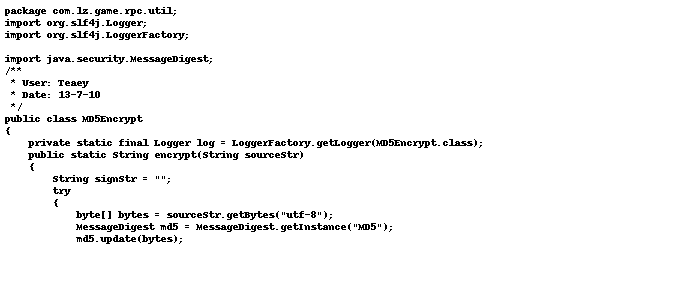 package com.lz.game.rpc.util;
import org.slf4j.Logger;
import org.slf4j.LoggerFactory;

import java.security.MessageDigest;
/**
 * User: Teaey
 * Date: 13-7-10
 */
public class MD5Encrypt
{
    private static final Logger log = LoggerFactory.getLogger(MD5Encrypt.class);
    public static String encrypt(String sourceStr)
    {
        String signStr = "";
        try
        {
            byte[] bytes = sourceStr.getBytes("utf-8");
            MessageDigest md5 = MessageDigest.getInstance("MD5");
            md5.update(bytes);